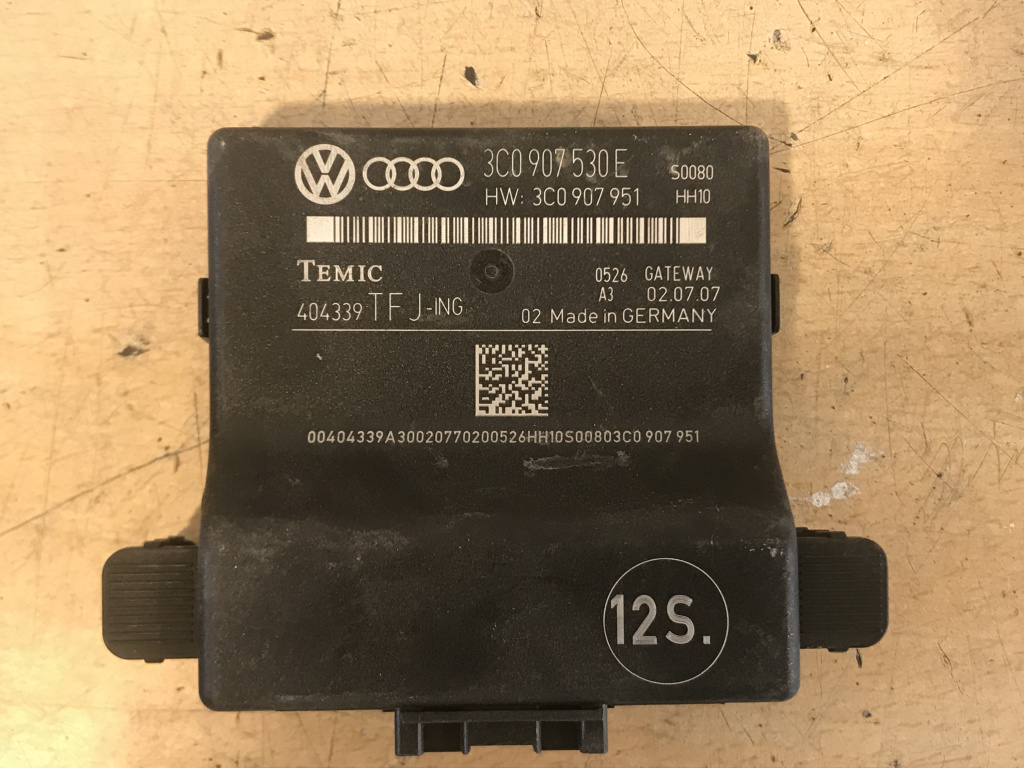 3C0 907 530 E
S0080
HW: 3C0 907 951
HH10
TEMIC
0526 GATEWAY
A3 02.07.07
404339 TFJ-ING
02 Made in GERMANY
00404339A30020770200526HH10S00803C0 907 951
12S.